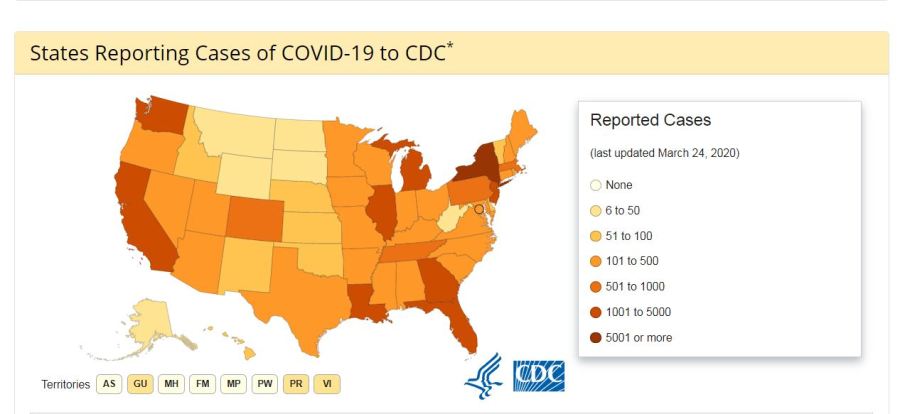 States Reporting Cases of COVID-19 to CDC*
Reported Cases
(last updated March 24, 2020)
None
6 to 50
51 to 100
101 to 500
501 to 1000
1001 to 5000
5001 or more
Territories AS GU MH FM MP PW PR VI
CDC